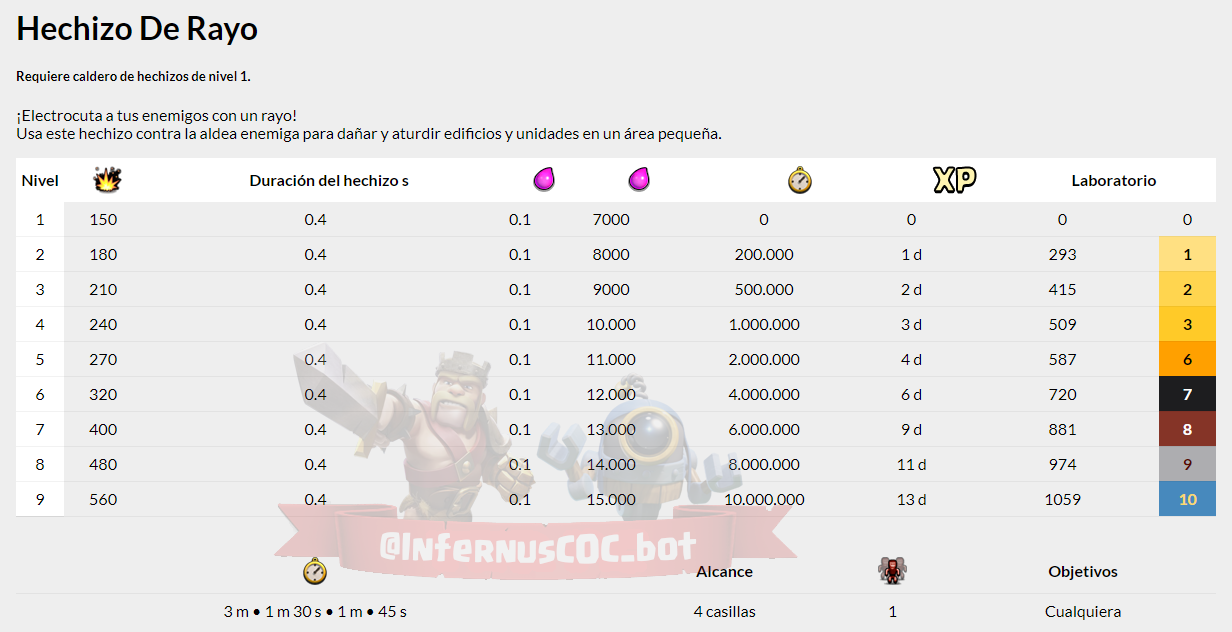 Hechizo De Rayo
Requiere caldero de hechizos de nivel 1.
¡Electrocuta a tus enemigos con un rayo!
Usa este hechizo contra la aldea enemiga para dañar y aturdir edificios y unidades en un área pequeña.
Nivel Duración del hechizo s XP Laboratorio
1 150 0.4 0.1 7000 0 0 0 0
2 180 0.4 0.1 8000 200.000 1 d 293 1
3 210 0.4 0.1 9000 500.000 2 d 415 2
4 240 0.4 0.1 10.000 1.000.000 3 d 509 3
5 270 0.4 0.1 11.000 2.000.000 4 d 587 6
6 320 0.4 0.1 12.000 4.000.000 6 d 720 7
7 400 0.4 0.1 13.000 6.000.000 9 d 881 8
8 480 0.4 0.1 14.000 8.000.000 11 d 974 9
9 560 0.4 0.1 15.000 10.000.000 13 d 1059 10
@InfernusCOC_bot
Alcance Objetivos
3 m • 1 m 30 s • 1 m • 45 s 4 casillas 1 Cualquiera